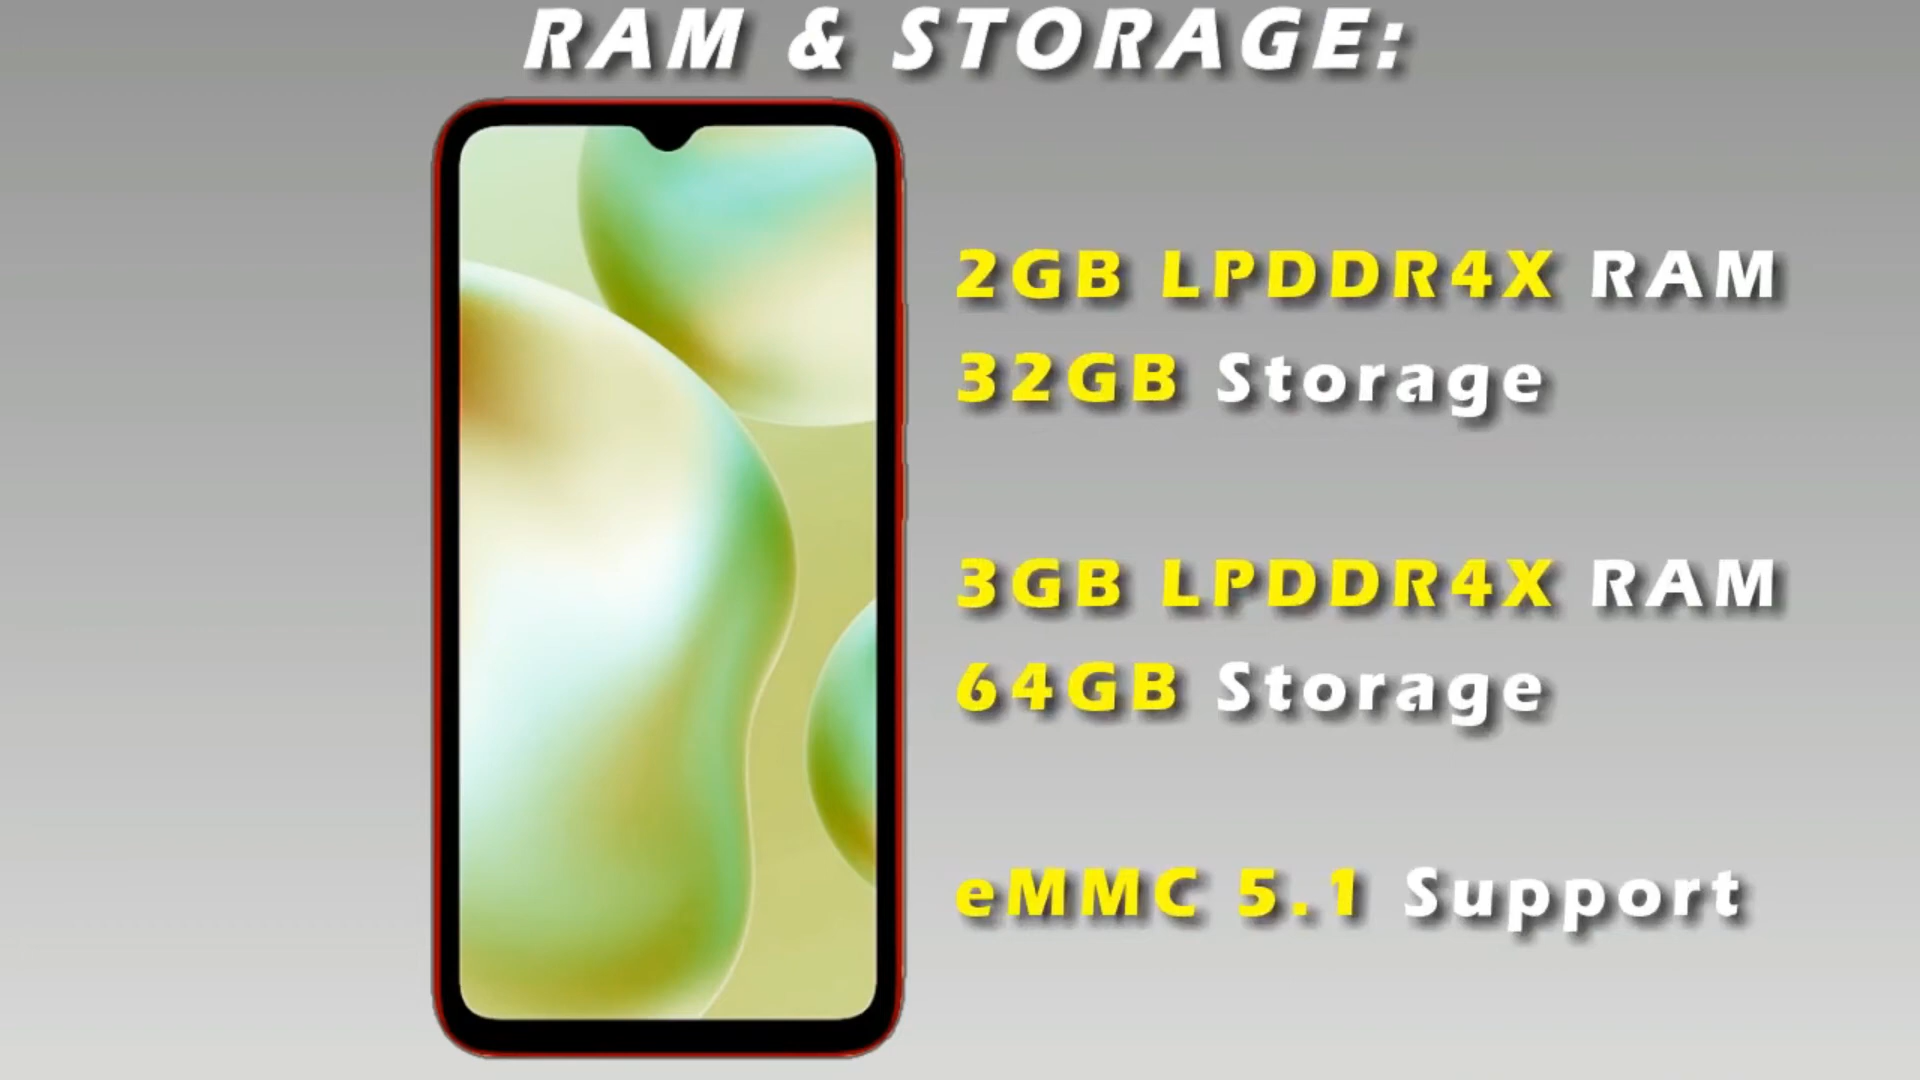 RAM & STORAGE:
2GB LPDDR4X RAM
32GB Storage
3GB LPDDR4X RAM
64GB Storage
eMMC 5.1 Support